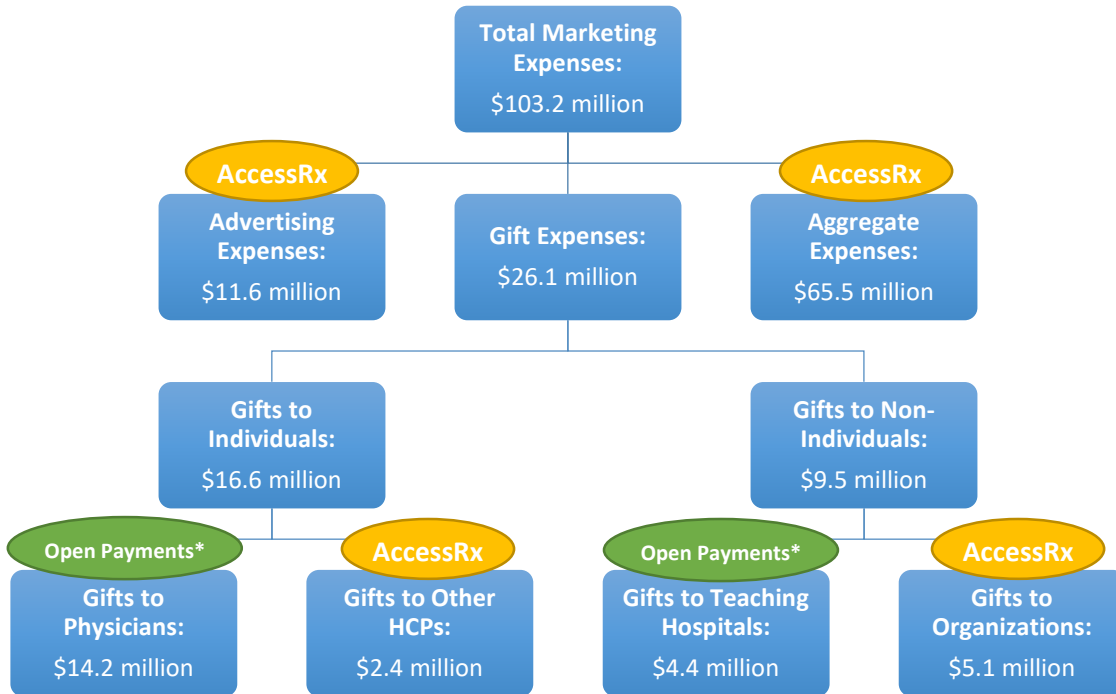 Total Marketing
Expenses:
$103.2 million
AccessRx
Advertising
Expenses:
$11.6 million
Gift Expenses:
$26.1 million
AccessRx
Aggregate
Expenses:
$65.5 million
Gifts to
Individuals:
$16.6 million
Gifts to Non-
Individuals:
$9.5 million
Open Payments*
Gifts to
Physicians:
$14.2 million
AccessRx
Gifts to Other
HCPs:
$2.4 million
Open Payments*
Gifts to Teaching
Hospitals:
$4.4 million
AccessRx
Gifts to
Organizations:
$5.1 million